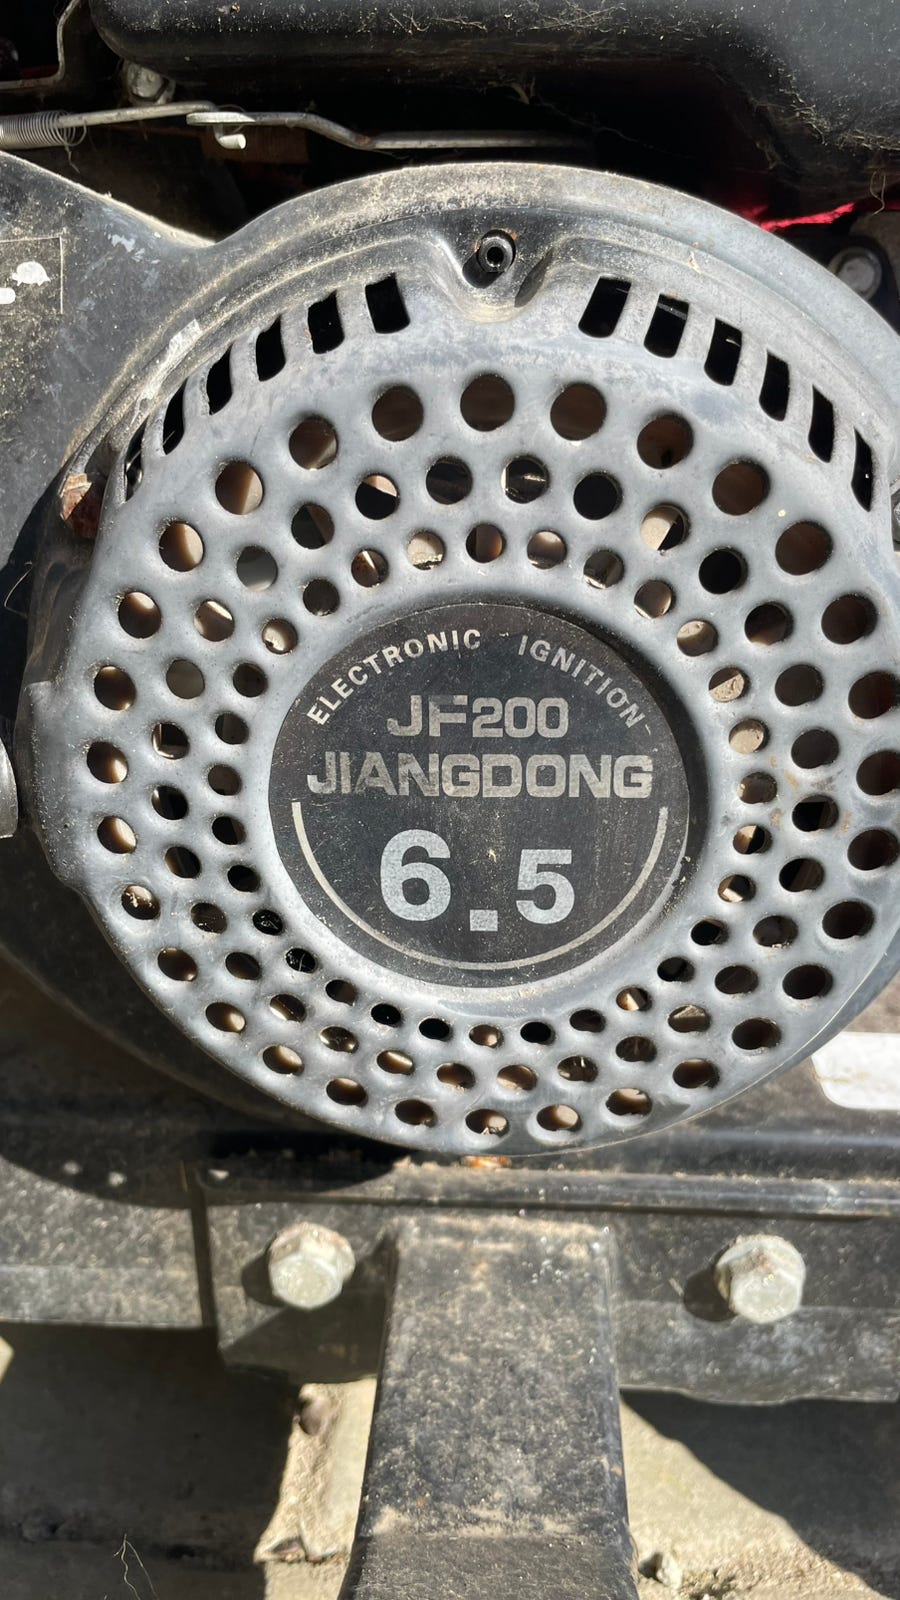 ELECTRONIC IGNITION
JF200
JIANGDONG
6.5